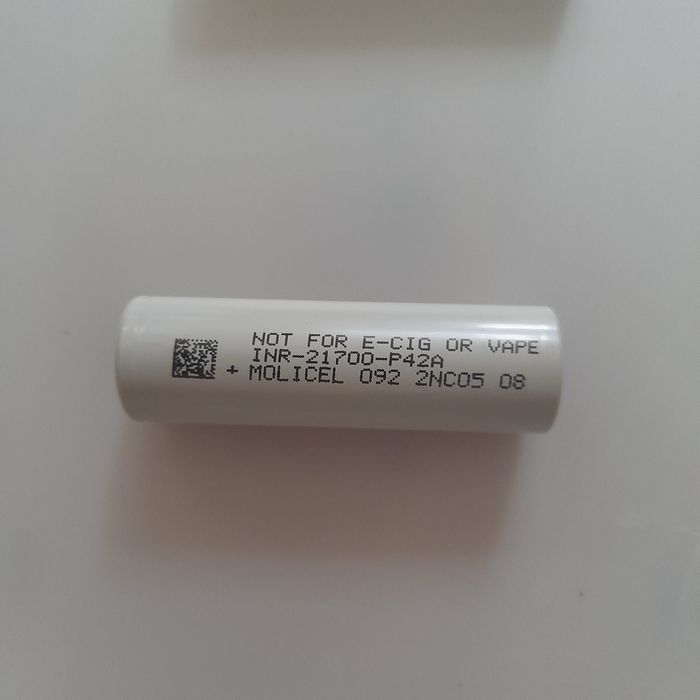 NOT FOR E-CIG OR VAPE
INR-21700-P42A
+ MOLICEL 092 2NC05 08